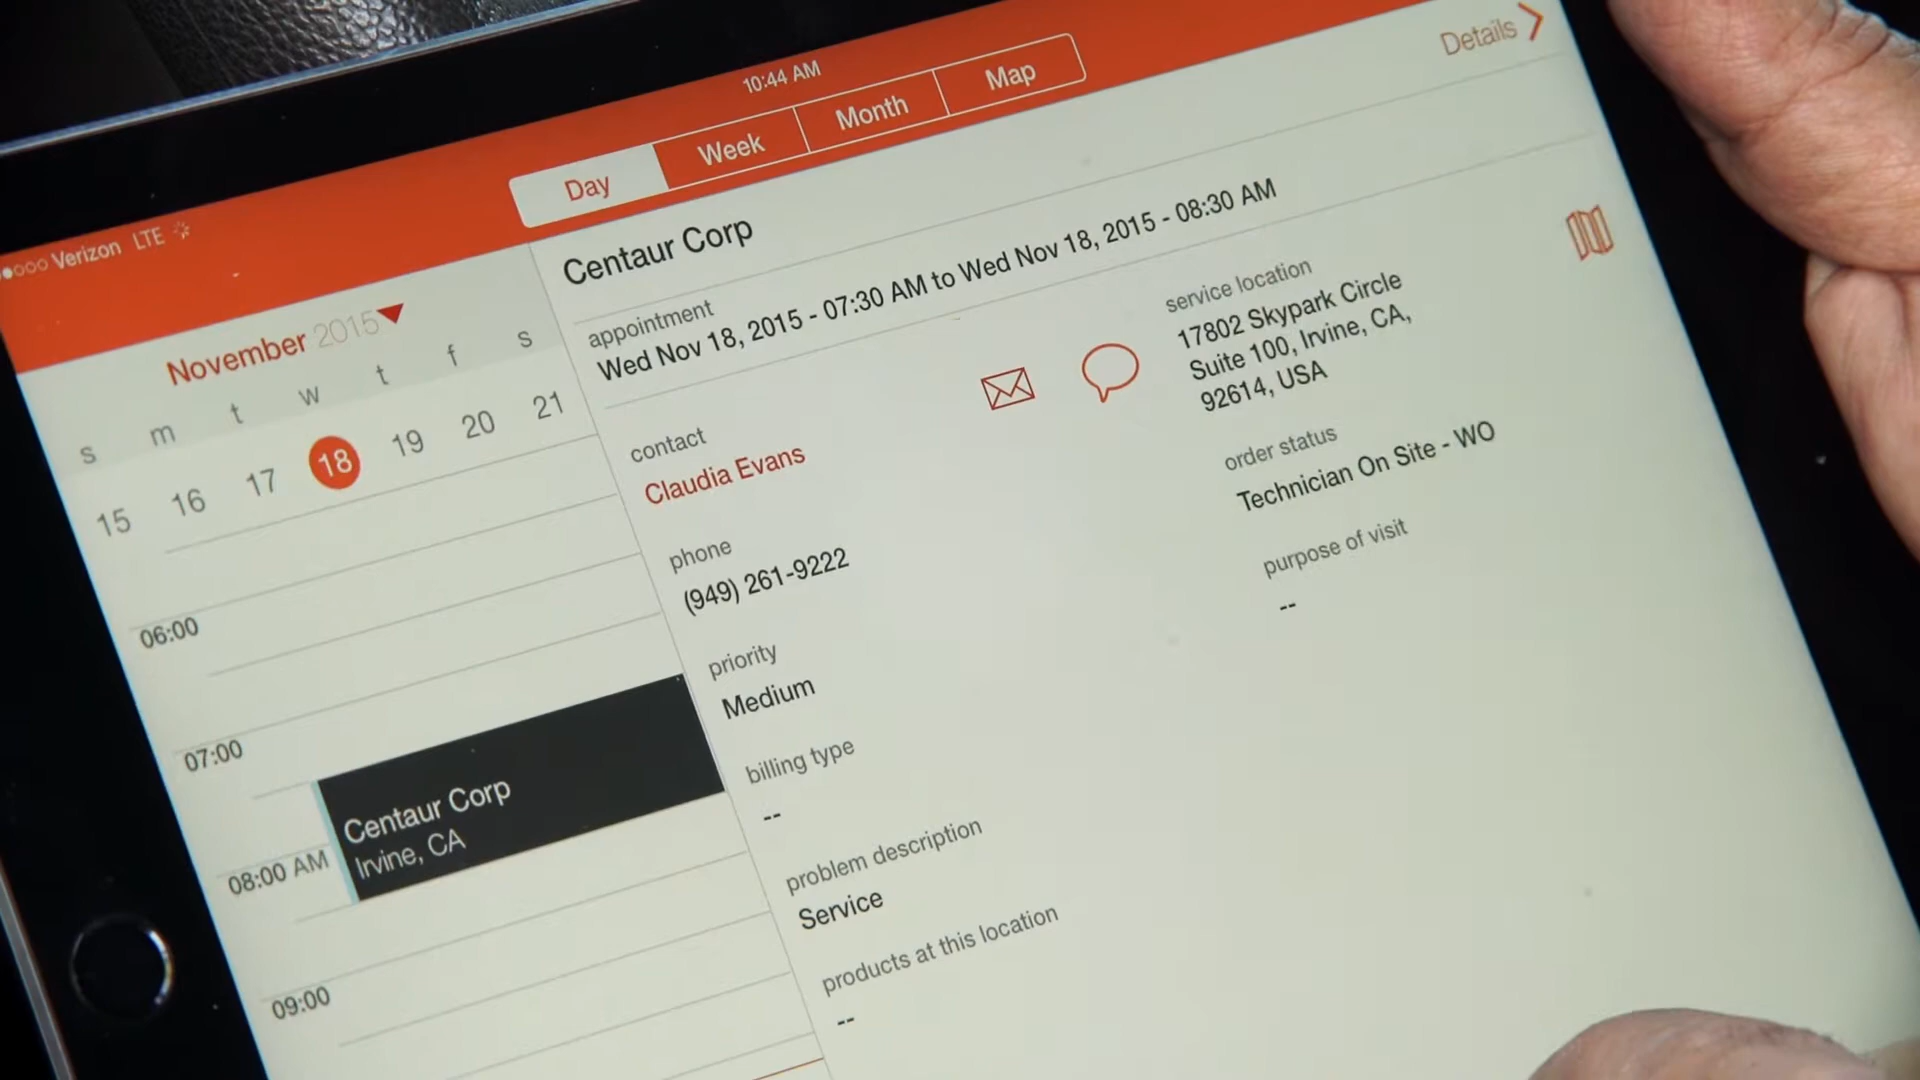 Verizon LTE
10:44 AM
Day
Week
Month
Map
Details
November 2015
s m t w t f s
15 16 17 18 19 20 21
06:00
07:00
Centaur Corp
Irvine, CA
08:00 AM
09:00
Centaur Corp
appointment
Wed Nov 18, 2015 - 07:30 AM to Wed Nov 18, 2015 - 08:30 AM
contact
Claudia Evans
phone
(949) 261-9222
priority
Medium
billing type
--
problem description
Service
products at this location
--
service location
17802 Skypark Circle
Suite 100, Irvine, CA,
92614, USA
order status
Technician On Site - WO
purpose of visit
--